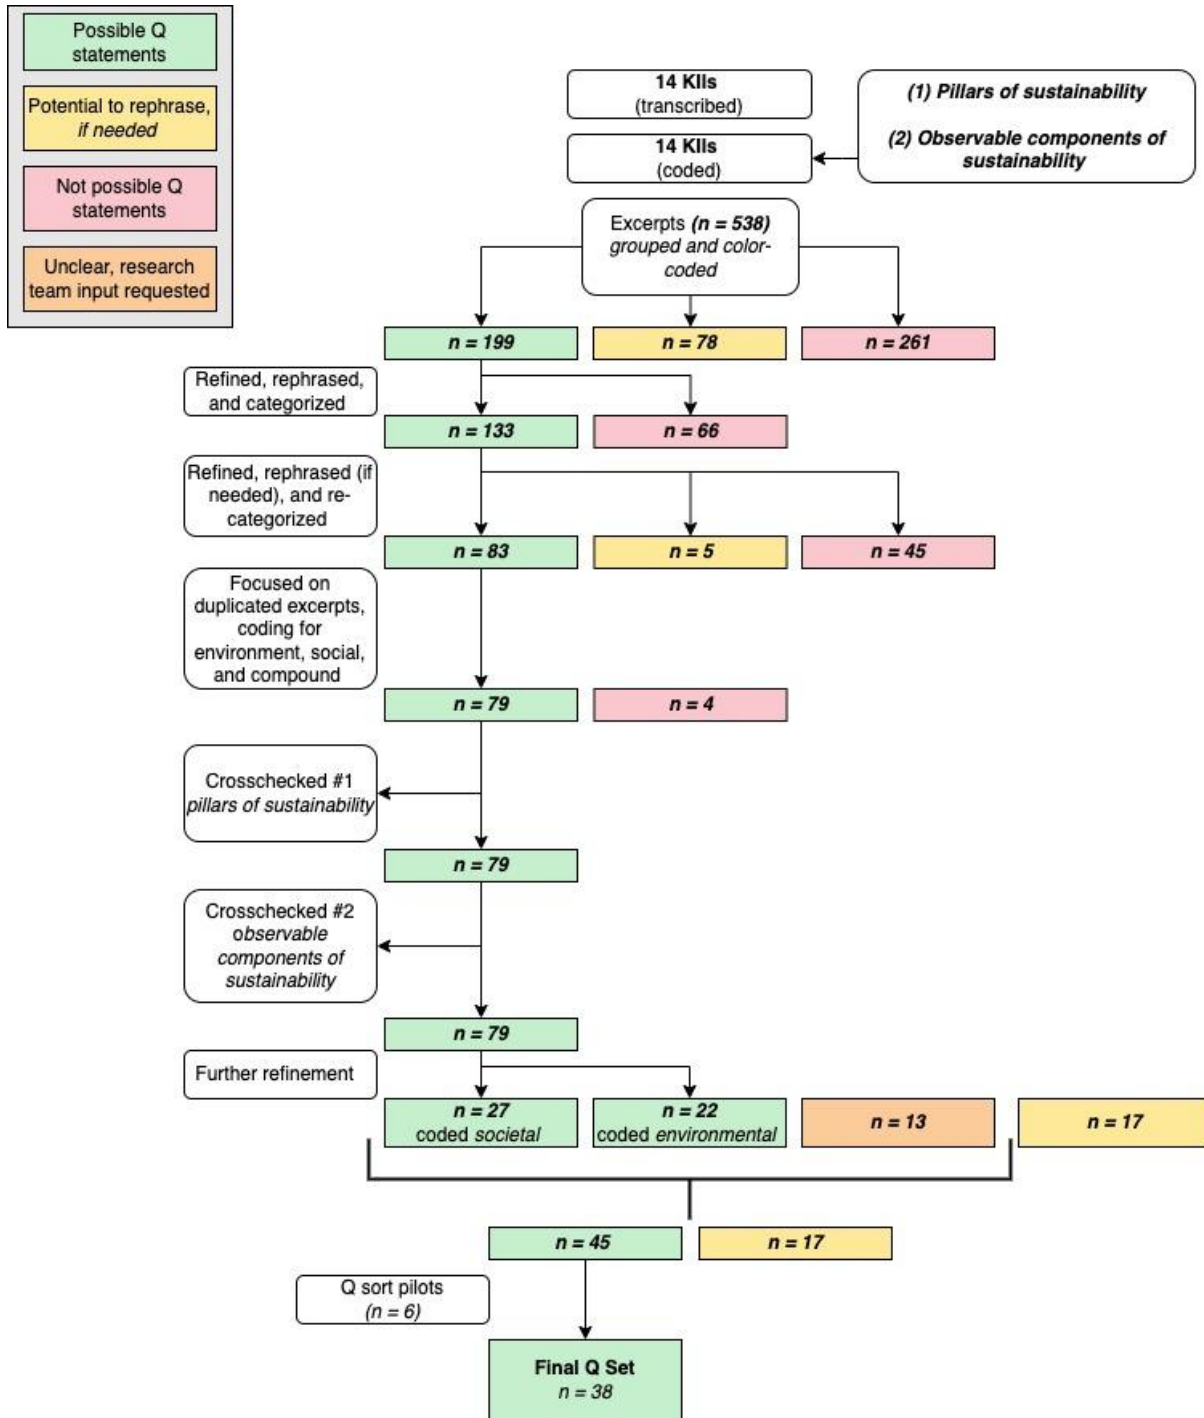 Possible Q
statements
Potential to rephrase,
if needed
Not possible Q
statements
Unclear, research
team input requested
14 KIIs
(transcribed)
14 KIIs
(coded)
(1) Pillars of sustainability
(2) Observable components of
sustainability
Excerpts (n = 538)
grouped and color-
coded
n = 199
n = 78
n = 261
Refined, rephrased,
and categorized
n = 133
n = 66
Refined, rephrased (if
needed), and re-
categorized
n = 83
n = 5
n = 45
Focused on
duplicated excerpts,
coding for
environment, social,
and compound
n = 79
n = 4
Crosschecked #1
pillars of sustainability
n = 79
Crosschecked #2
observable
components of
sustainability
n = 79
Further refinement
n = 27
coded societal
n = 22
coded environmental
n = 13
n = 17
n = 45
n = 17
Q sort pilots
(n = 6)
Final Q Set
n = 38